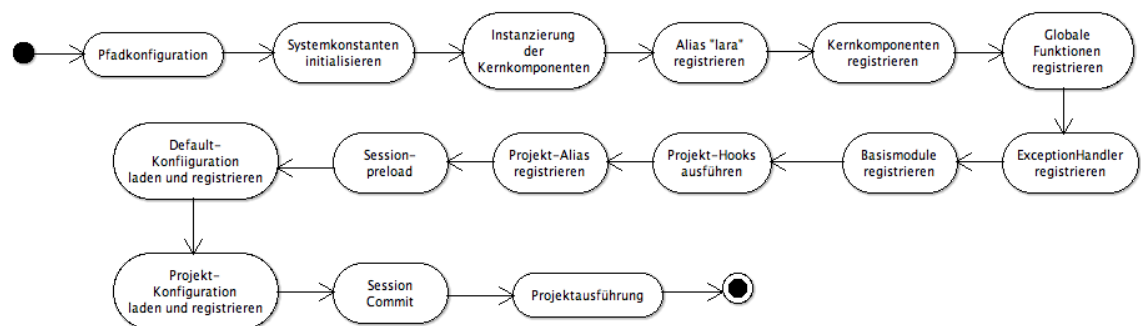 Pfadkonfiguration
Systemkonstanten
initialisieren
Instanzierung
der
Kernkomponenten
Alias "lara"
registrieren
Kernkomponenten
registrieren
Globale
Funktionen
registrieren
ExceptionHandler
registrieren
Basismodule
registrieren
Projekt-Hooks
ausführen
Projekt-Alias
registrieren
Session-
preload
Default-
Konfiiguration
laden und registrieren
Projekt-
Konfiguration
laden und registrieren
Session
Commit
Projektausführung